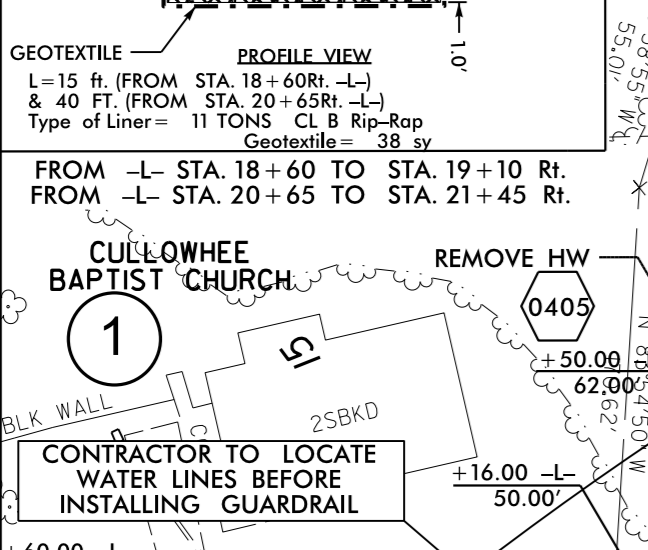 GEOTEXTILE
PROFILE VIEW
1.0'
L=15 ft. (FROM STA. 18+60Rt. -L-)
& 40 FT. (FROM STA. 20+65Rt. -L-)
Type of Liner= 11 TONS CL B Rip-Rap
Geotextile= 38 sy
55.01'
FROM -L- STA. 18+60 TO STA. 19+10 Rt.
FROM -L- STA. 20+65 TO STA. 21+45 Rt.
CULLOWHEE
BAPTIST CHURCH
1
REMOVE HW
0405
+50.00
62.00'
BLK WALL
2SBKD
CONTRACTOR TO LOCATE
WATER LINES BEFORE
INSTALLING GUARDRAIL
+16.00 -L-
50.00'